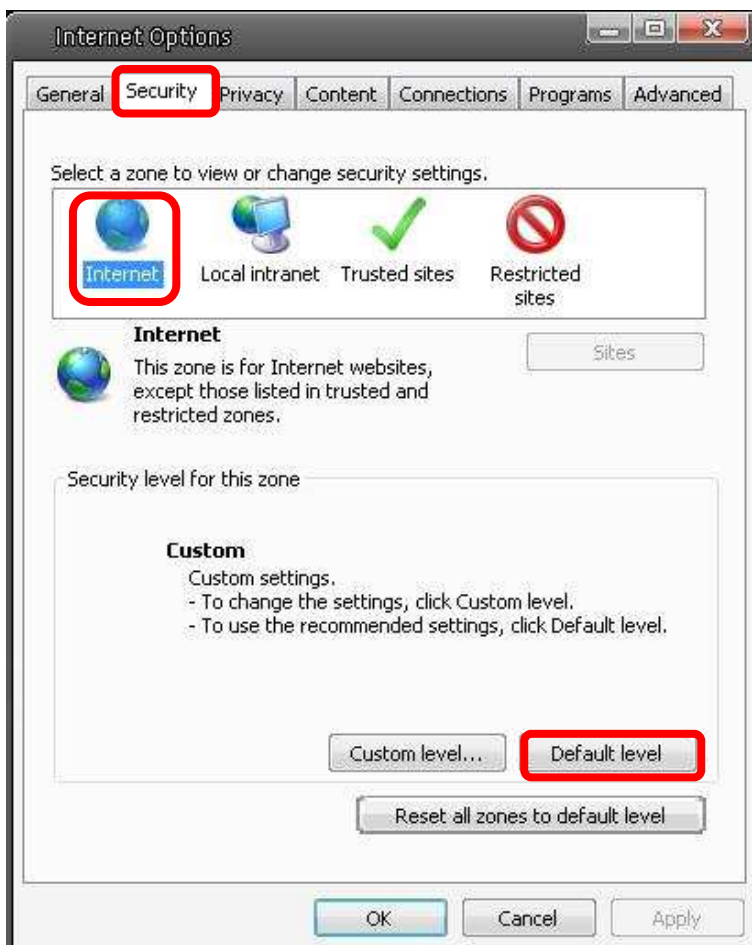 Internet Options
General Security Privacy Content Connections Programs Advanced
Select a zone to view or change security settings.
Internet Local intranet Trusted sites Restricted
sites
Internet
Sites
This zone is for Internet websites,
except those listed in trusted and
restricted zones.
Security level for this zone
Custom
Custom settings.
- To change the settings, click Custom level.
- To use the recommended settings, click Default level.
Custom level... Default level
Reset all zones to default level
OK Cancel Apply